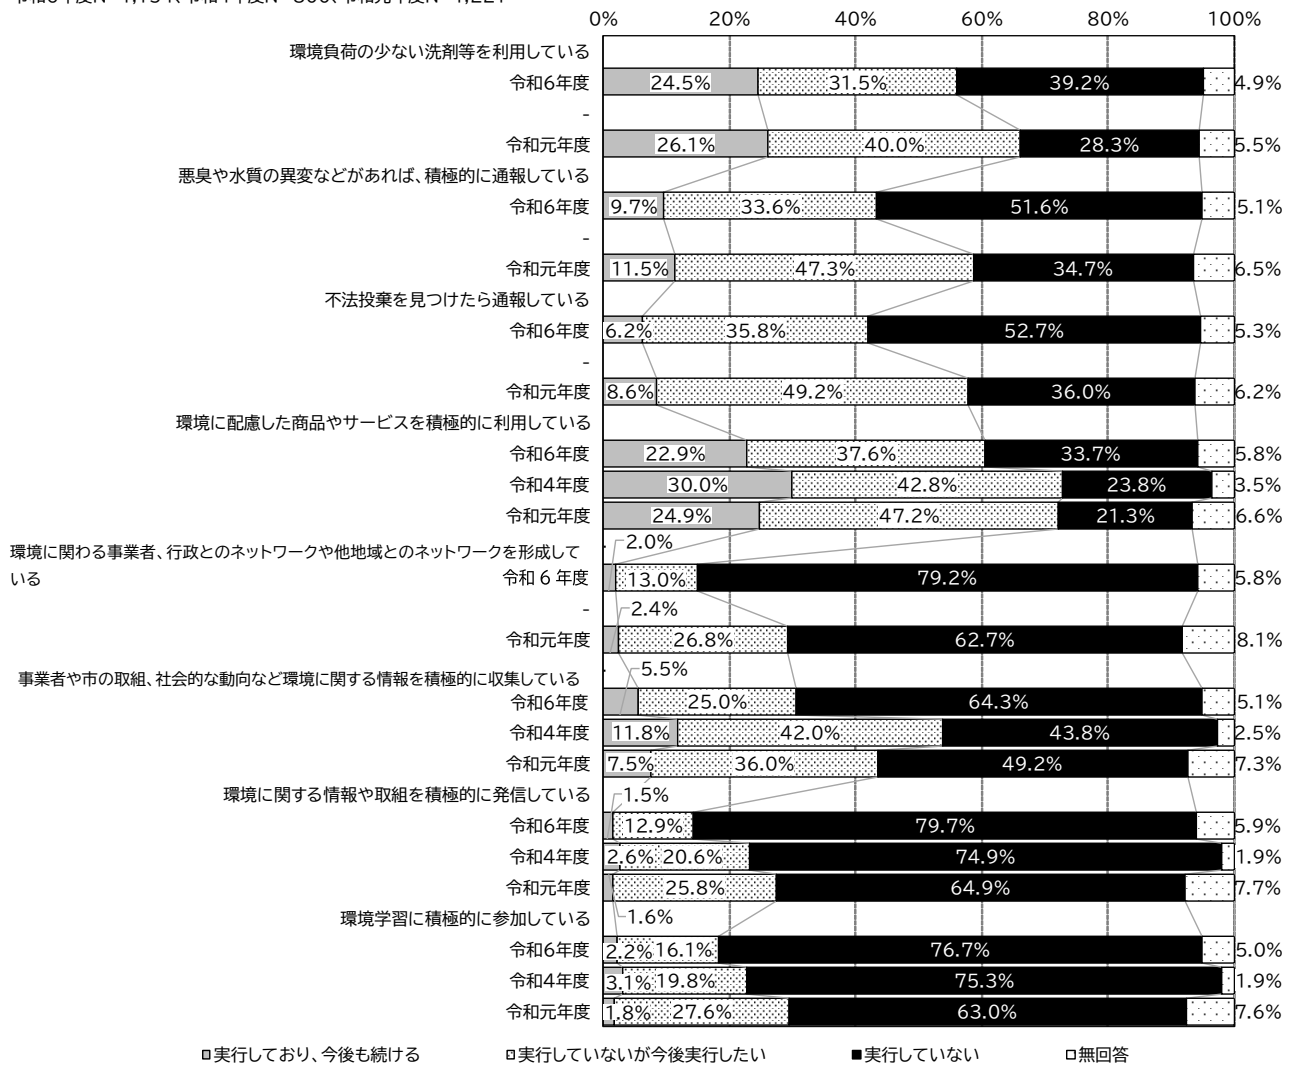 0% 20% 40% 60% 80% 100%
環境負荷の少ない洗剤等を利用している
令和6年度 24.5% 31.5% 39.2% 4.9%
-
令和元年度 26.1% 40.0% 28.3% 5.5%
悪臭や水質の異変などがあれば、積極的に通報している
令和6年度 9.7% 33.6% 51.6% 5.1%
-
令和元年度 11.5% 47.3% 34.7% 6.5%
不法投棄を見つけたら通報している
令和6年度 6.2% 35.8% 52.7% 5.3%
-
令和元年度 8.6% 49.2% 36.0% 6.2%
環境に配慮した商品やサービスを積極的に利用している
令和6年度 22.9% 37.6% 33.7% 5.8%
令和4年度 30.0% 42.8% 23.8% 3.5%
令和元年度 24.9% 47.2% 21.3% 6.6%
環境に関わる事業者、行政とのネットワークや他地域とのネットワークを形成して
いる
令和6年度 2.0% 13.0% 79.2% 5.8%
-
令和元年度 2.4% 26.8% 62.7% 8.1%
事業者や市の取組、社会的な動向など環境に関する情報を積極的に収集している
令和6年度 5.5% 25.0% 64.3% 5.1%
令和4年度 11.8% 42.0% 43.8% 2.5%
令和元年度 7.5% 36.0% 49.2% 7.3%
環境に関する情報や取組を積極的に発信している
令和6年度 1.5% 12.9% 79.7% 5.9%
令和4年度 2.6% 20.6% 74.9% 1.9%
令和元年度 1.6% 25.8% 64.9% 7.7%
環境学習に積極的に参加している
令和6年度 2.2% 16.1% 76.7% 5.0%
令和4年度 3.1% 19.8% 75.3% 1.9%
令和元年度 1.8% 27.6% 63.0% 7.6%
実行しており、今後も続ける 実行していないが今後実行したい 実行していない 無回答